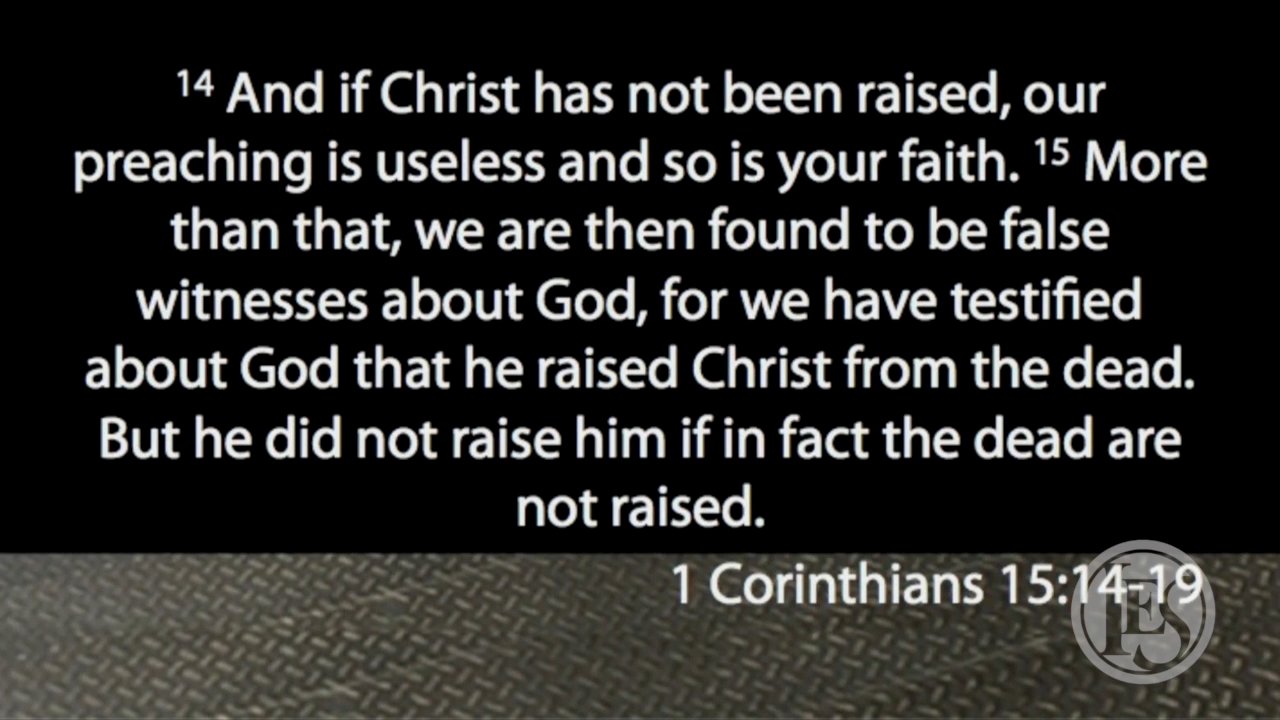 ¹⁴ And if Christ has not been raised, our
preaching is useless and so is your faith. ¹⁵ More
than that, we are then found to be false
witnesses about God, for we have testified
about God that he raised Christ from the dead.
But he did not raise him if in fact the dead are
not raised.
1 Corinthians 15:14-19
LES